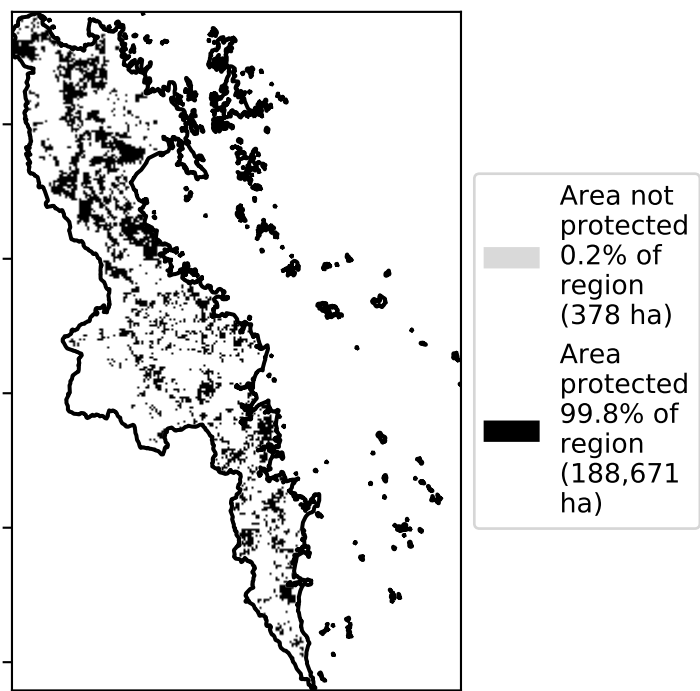 Area not
protected
0.2% of
region
(378 ha)
Area
protected
99.8% of
region
(188,671
ha)